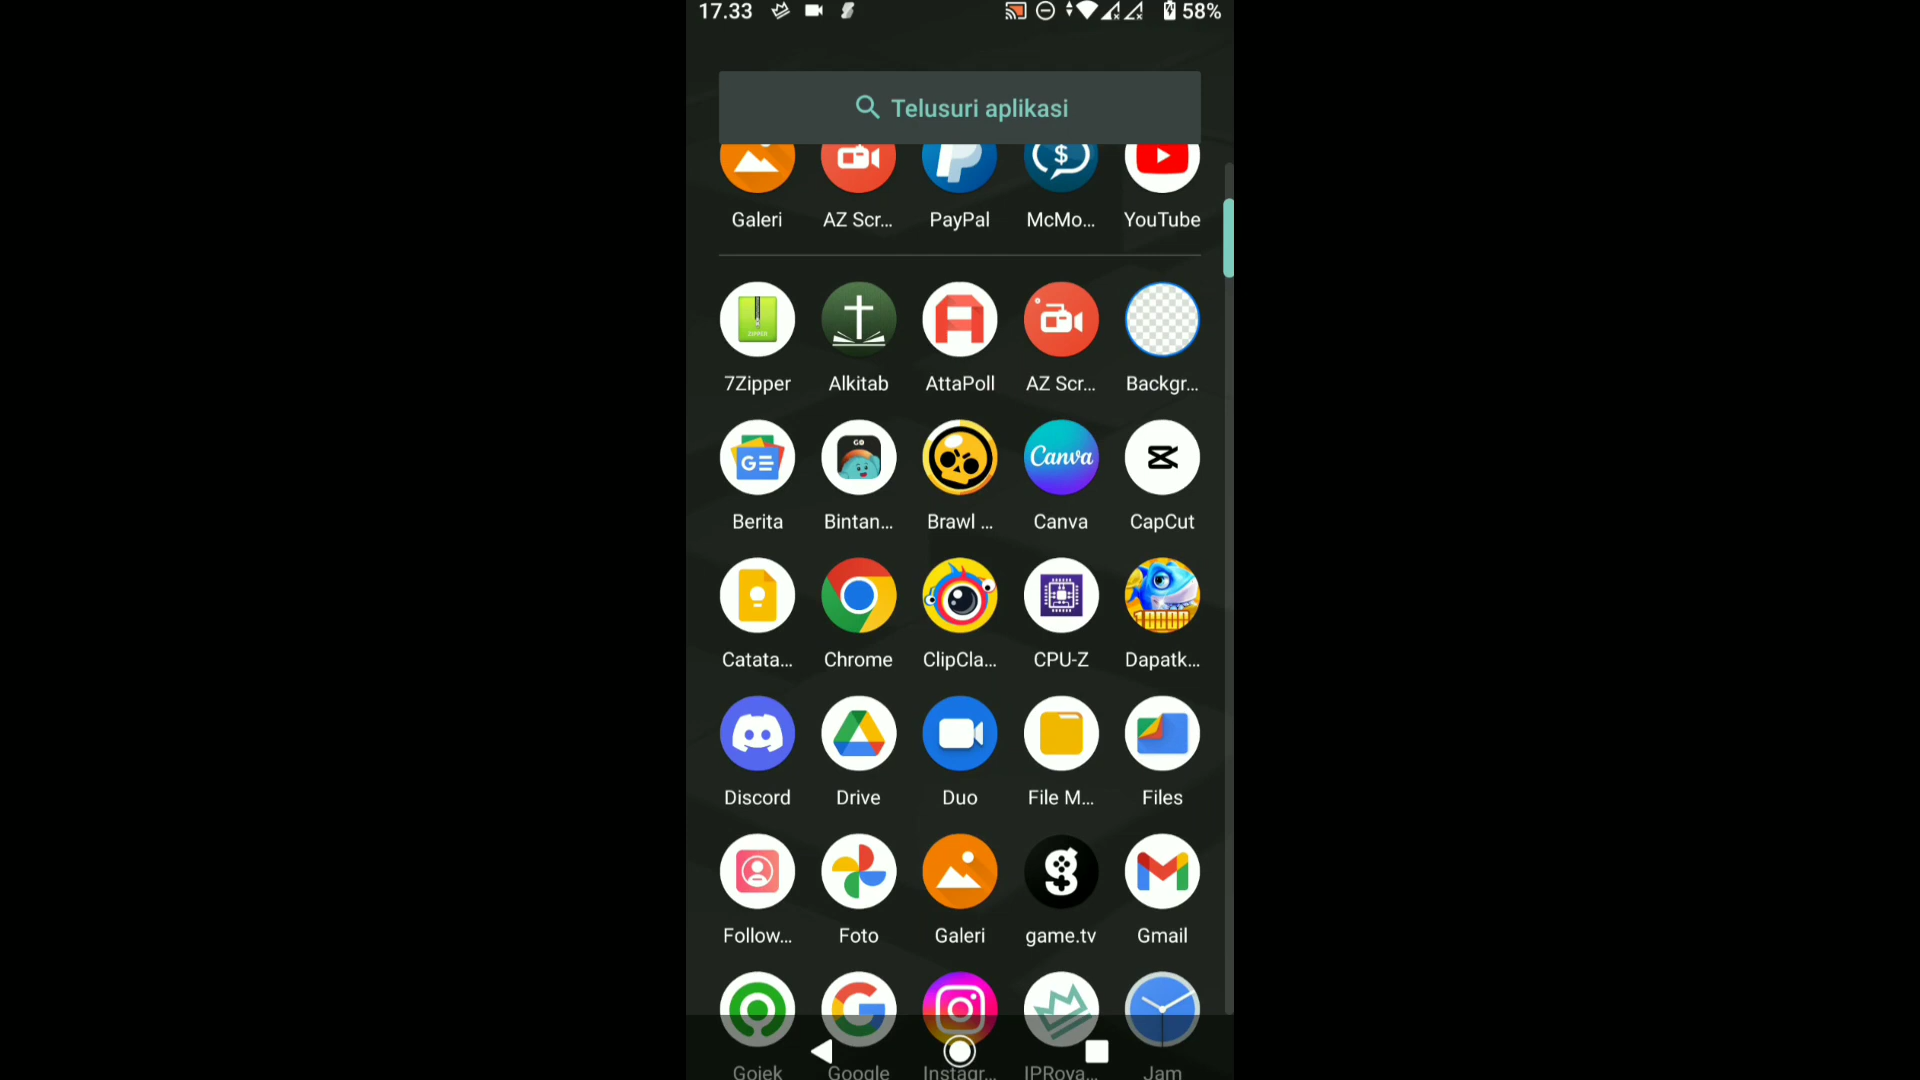 17.33
58%
Telusuri aplikasi
Galeri AZ Scr... PayPal McMo... YouTube
7Zipper Alkitab AttaPoll AZ Scr... Backgr...
Berita Bintan... Brawl ... Canva CapCut
Catata... Chrome ClipCla... CPU-Z Dapatk...
Discord Drive Duo File M... Files
Follow... Foto Galeri game.tv Gmail
Gojek Google Instagr... IPRoya... Jam